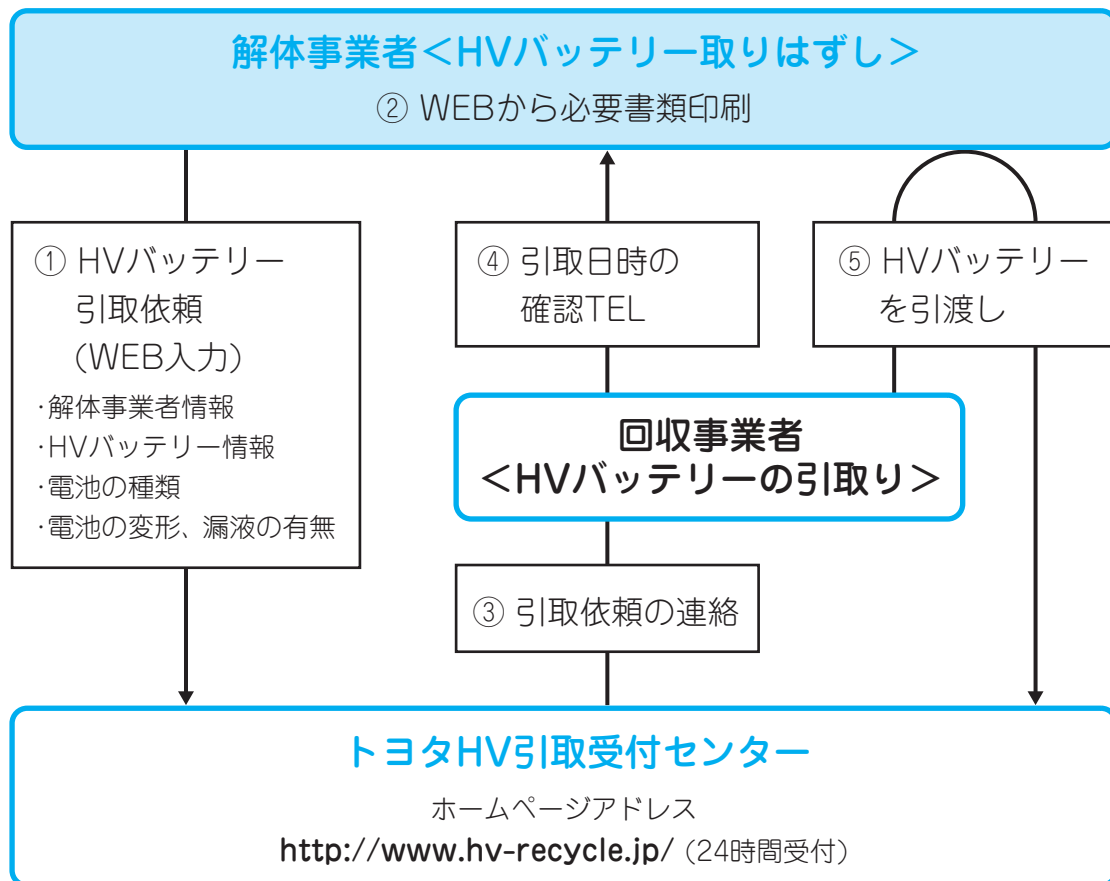 解体事業者＜HVバッテリー取りはずし＞
② WEBから必要書類印刷
① HVバッテリー
引取依頼
（WEB入力）
・解体事業者情報
・HVバッテリー情報
・電池の種類
・電池の変形、漏液の有無
④ 引取日時の
確認TEL
⑤ HVバッテリー
を引渡し
回収事業者
＜HVバッテリーの引取り＞
③ 引取依頼の連絡
トヨタHV引取受付センター
ホームページアドレス
http://www.hv-recycle.jp/（24時間受付）